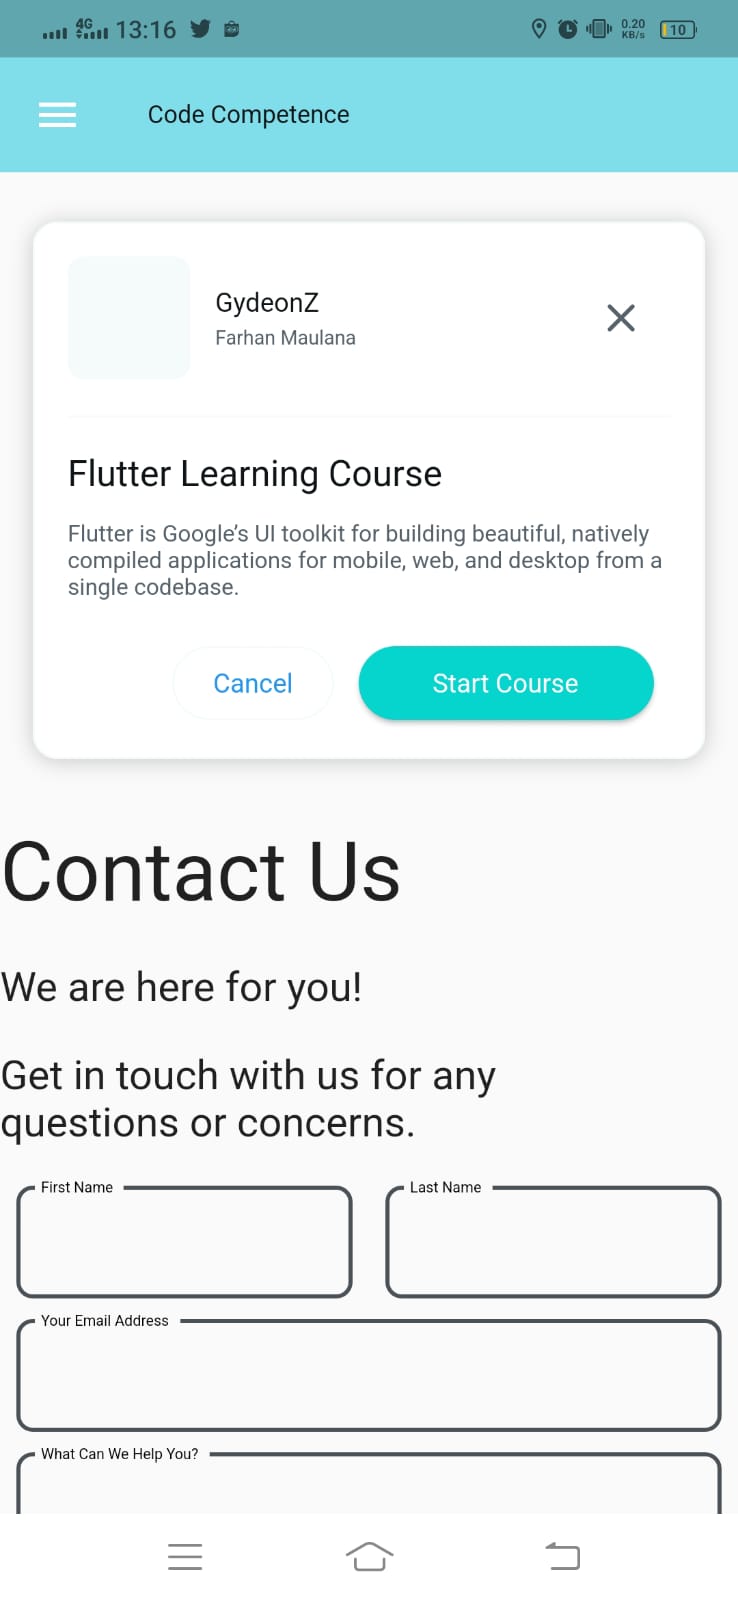 4G 13:16 0.20 KB/s 10
Code Competence
GydeonZ
Farhan Maulana
Flutter Learning Course
Flutter is Google’s UI toolkit for building beautiful, natively
compiled applications for mobile, web, and desktop from a
single codebase.
Cancel Start Course
Contact Us
We are here for you!
Get in touch with us for any
questions or concerns.
First Name Last Name
Your Email Address
What Can We Help You?